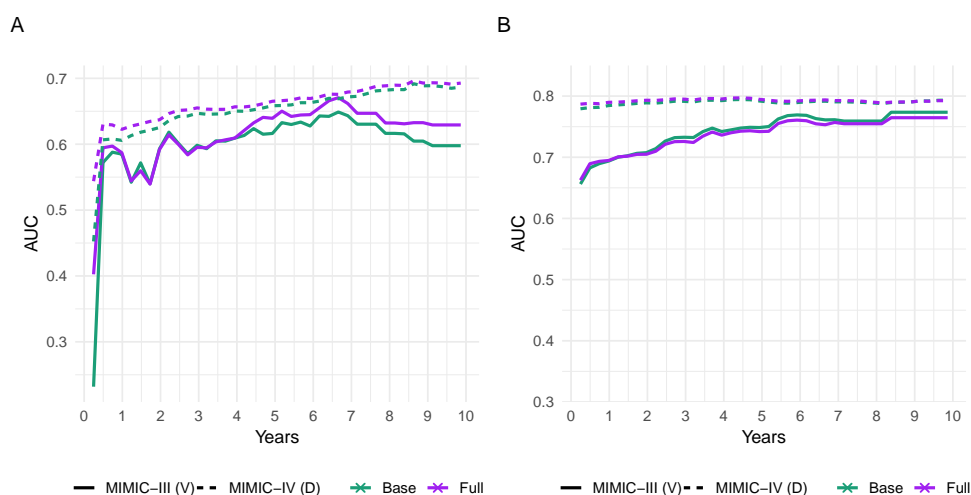 A
B
0.7
0.6
0.5
0.4
0.3
AUC
0 1 2 3 4 5 6 7 8 9 10
Years
0.8
0.7
0.6
0.5
0.4
0.3
AUC
0 1 2 3 4 5 6 7 8 9 10
Years
MIMIC−III (V) MIMIC−IV (D) Base Full
MIMIC−III (V) MIMIC−IV (D) Base Full